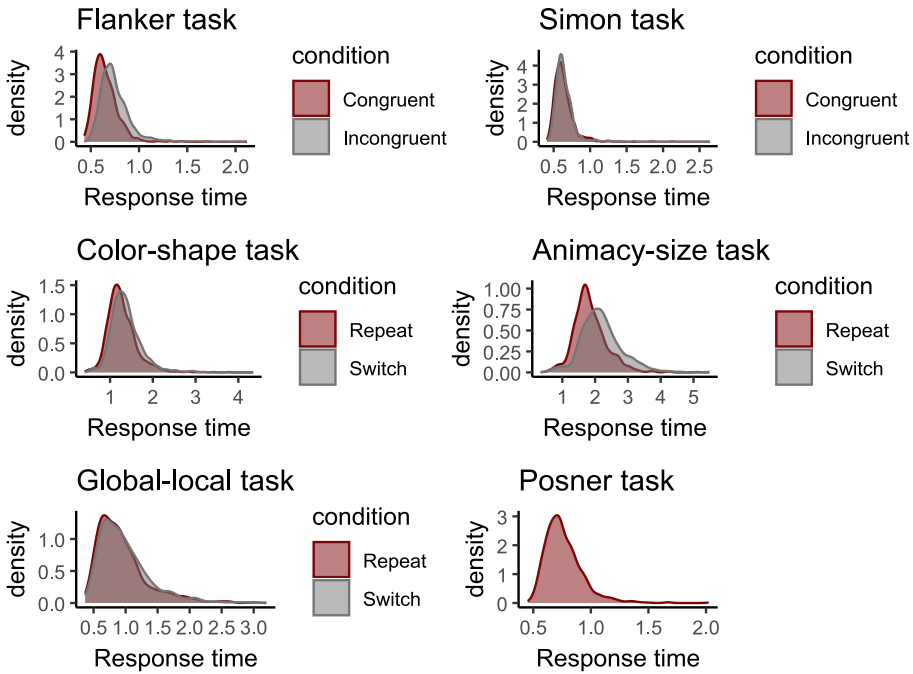 Flanker task
density
4
3
2
1
0
0.5 1.0 1.5 2.0
Response time
condition
Congruent
Incongruent
Simon task
density
4
3
2
1
0
0.5 1.0 1.5 2.0 2.5
Response time
condition
Congruent
Incongruent
Color-shape task
density
1.5
1.0
0.5
0.0
1 2 3 4
Response time
condition
Repeat
Switch
Animacy-size task
density
1.00
0.75
0.50
0.25
0.00
1 2 3 4 5
Response time
condition
Repeat
Switch
Global-local task
density
1.0
0.5
0.0
0.5 1.0 1.5 2.0 2.5 3.0
Response time
condition
Repeat
Switch
Posner task
density
3
2
1
0
0.5 1.0 1.5 2.0
Response time